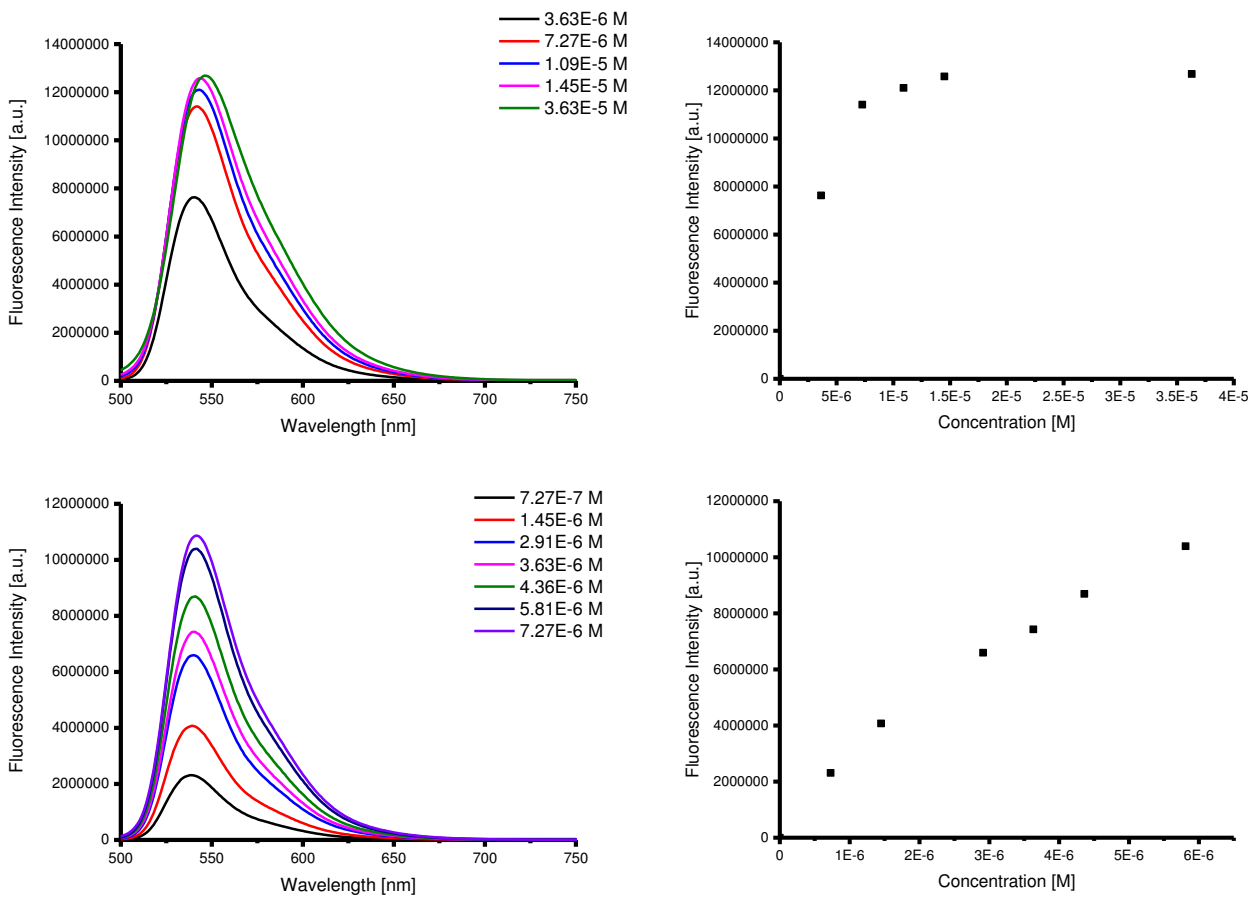 3.63E-6 M
7.27E-6 M
1.09E-5 M
1.45E-5 M
3.63E-5 M
14000000
12000000
10000000
8000000
6000000
4000000
2000000
0
500
550
600
650
700
750
Fluorescence Intensity [a.u.]
Wavelength [nm]
14000000
12000000
10000000
8000000
6000000
4000000
2000000
0
0
5E-6
1E-5
1.5E-5
2E-5
2.5E-5
3E-5
3.5E-5
4E-5
Fluorescence Intensity [a.u.]
Concentration [M]
7.27E-7 M
1.45E-6 M
2.91E-6 M
3.63E-6 M
4.36E-6 M
5.81E-6 M
7.27E-6 M
12000000
10000000
8000000
6000000
4000000
2000000
0
500
550
600
650
700
750
Fluorescence Intensity [a.u.]
Wavelength [nm]
12000000
10000000
8000000
6000000
4000000
2000000
0
0
1E-6
2E-6
3E-6
4E-6
5E-6
6E-6
Fluorescence Intensity [a.u.]
Concentration [M]